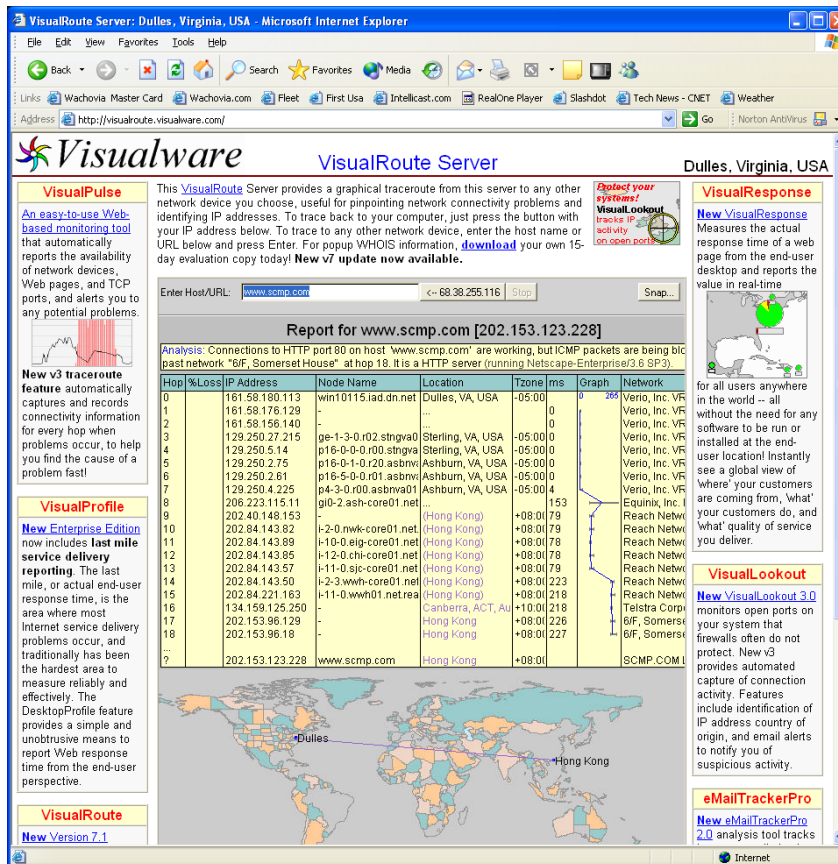 VisualRoute Server: Dulles, Virginia, USA - Microsoft Internet Explorer
File Edit View Favorites Tools Help
Back Search Favorites Media
Links Wachovia Master Card Wachovia.com Fleet First Usa Intellicast.com RealOne Player Slashdot Tech News - CNET Weather
Address http://visualroute.visualware.com/ Go Norton AntiVirus
Visualware VisualRoute Server Dulles, Virginia, USA
VisualPulse
An easy-to-use Web-
based monitoring tool
that automatically
reports the availability
of network devices,
Web pages, and TCP
ports, and alerts you to
any potential problems.
New v3 traceroute
feature automatically
captures and records
connectivity information
for every hop when
problems occur, to help
you find the cause of a
problem fast!
VisualProfile
New Enterprise Edition
now includes last mile
service delivery
reporting. The last
mile, or actual end-user
response time, is the
area where most
Internet service delivery
problems occur, and
traditionally has been
the hardest area to
measure reliably and
effectively. The
DesktopProfile feature
provides a simple and
unobtrusive means to
report Web response
time from the end-user
perspective.
VisualRoute
New Version 7.1
This VisualRoute Server provides a graphical traceroute from this server to any other
network device you choose, useful for pinpointing network connectivity problems and
identifying IP addresses. To trace back to your computer, just press the button with
your IP address below. To trace to any other network device, enter the host name or
URL below and press Enter. For popup WHOIS information, download your own 15-
day evaluation copy today! New v7 update now available.
Protect your
systems!
VisualLookout
tracks IP
activity
on open ports
Enter Host/URL: www.scmp.com <-- 68.38.255.116 Stop Snap...
Report for www.scmp.com [202.153.123.228]
Analysis: Connections to HTTP port 80 on host 'www.scmp.com' are working, but ICMP packets are being blo
past network "6/F, Somerset House" at hop 18. It is a HTTP server (running Netscape-Enterprise/3.6 SP3).
Hop %Loss IP Address Node Name Location Tzone ms Graph Network
0 161.58.180.113 win10115.iad.dn.net Dulles, VA, USA -05:00 0 265 Verio, Inc. VR
1 161.58.176.129 - ... 0 Verio, Inc. VR
2 161.58.156.140 - ... 0 Verio, Inc. VR
3 129.250.27.215 ge-1-3-0.r02.stngva0 Sterling, VA, USA -05:00 0 Verio, Inc. VR
4 129.250.5.14 p16-0-0-0.r00.stngva Sterling, VA, USA -05:00 0 Verio, Inc. VR
5 129.250.2.75 p16-0-1-0.r20.asbnv Ashburn, VA, USA -05:00 0 Verio, Inc. VR
6 129.250.2.61 p16-5-0-0.r01.asbnv Ashburn, VA, USA -05:00 0 Verio, Inc. VR
7 129.250.4.225 p4-3-0.r00.asbnva01 Ashburn, VA, USA -05:00 4 Verio, Inc. VR
8 206.223.115.11 gi0-2.ash-core01.net ... 153 Equinix, Inc. 
9 202.40.148.153 - (Hong Kong) +08:00 79 Reach Netwo
10 202.84.143.82 i-2-0.nwk-core01.net. (Hong Kong) +08:00 79 Reach Netwo
11 202.84.143.89 i-10-0.eig-core01.net (Hong Kong) +08:00 78 Reach Netwo
12 202.84.143.85 i-12-0.chi-core01.net (Hong Kong) +08:00 78 Reach Netwo
13 202.84.143.57 i-11-0.sjc-core01.net (Hong Kong) +08:00 79 Reach Netwo
14 202.84.143.50 i-2-3.wwh-core01.net (Hong Kong) +08:00 223 Reach Netwo
15 202.84.221.163 i-11-0.wwh01.net.rea (Hong Kong) +08:00 218 Reach Netwo
16 134.159.125.250 - Canberra, ACT, Au +10:00 218 Telstra Corp
17 202.153.96.129 - Hong Kong +08:00 226 6/F, Somerse
18 202.153.96.18 - Hong Kong +08:00 227 6/F, Somerse
...
? 202.153.123.228 www.scmp.com Hong Kong +08:00 SCMP.COM L
Dulles
Hong Kong
VisualResponse
New VisualResponse
Measures the actual
response time of a web
page from the end-user
desktop and reports the
value in real-time
for all users anywhere
in the world -- all
without the need for any
software to be run or
installed at the end-
user location! Instantly
see a global view of
'where' your customers
are coming from, 'what'
your customers do, and
'what' quality of service
you deliver.
VisualLookout
New VisualLookout 3.0
monitors open ports on
your system that
firewalls often do not
protect. New v3
provides automated
capture of connection
activity. Features
include identification of
IP address country of
origin, and email alerts
to notify you of
suspicious activity.
eMailTrackerPro
New eMailTrackerPro
2.0 analysis tool tracks
Internet